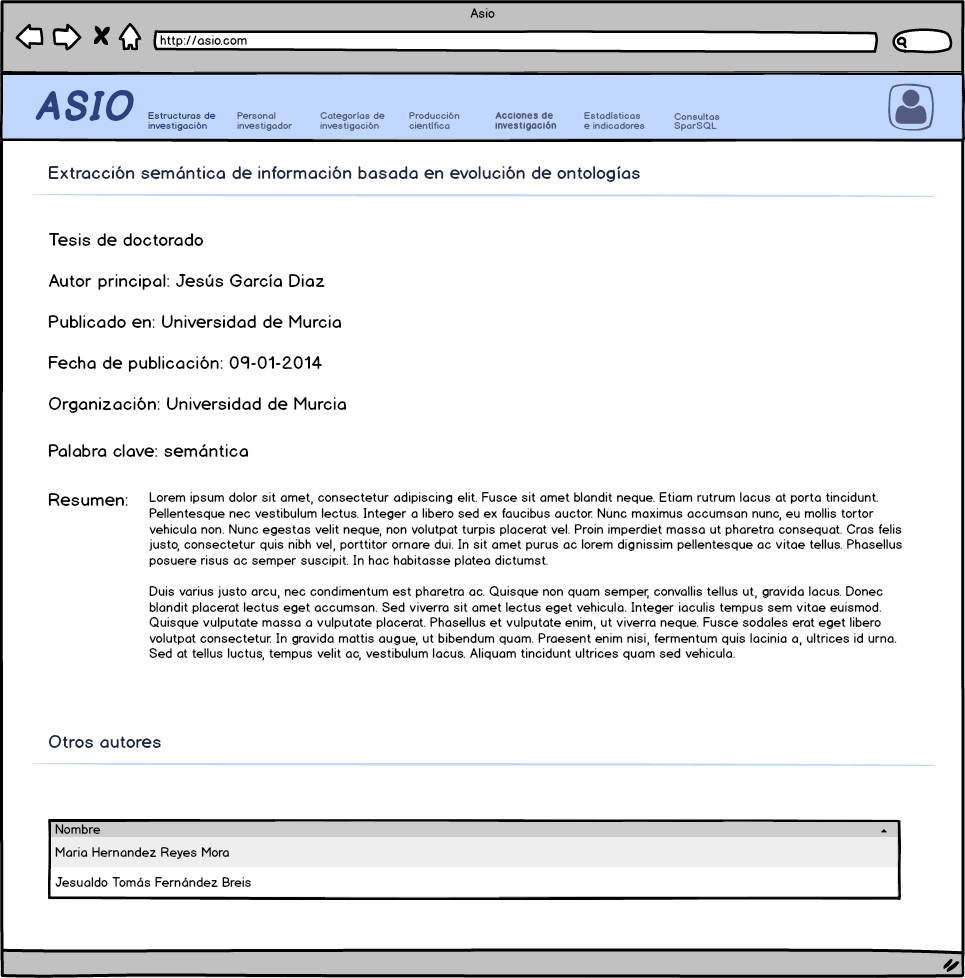 Asio
http://asio.com
ASIO
Estructuras de
investigación
Personal
investigador
Categorías de
investigación
Producción
científica
Acciones de
investigación
Estadísticas
e indicadores
Consultas
SparSQL
Extracción semántica de información basada en evolución de ontologías
Tesis de doctorado
Autor principal: Jesús García Diaz
Publicado en: Universidad de Murcia
Fecha de publicación: 09-01-2014
Organización: Universidad de Murcia
Palabra clave: semántica
Resumen:
Lorem ipsum dolor sit amet, consectetur adipiscing elit. Fusce sit amet blandit neque. Etiam rutrum lacus at porta tincidunt.
Pellentesque nec vestibulum lectus. Integer a libero sed ex faucibus auctor. Nunc maximus accumsan nunc, eu mollis tortor
vehicula non. Nunc egestas velit neque, non volutpat turpis placerat vel. Proin imperdiet massa ut pharetra consequat. Cras felis
justo, consectetur quis nibh vel, porttitor ornare dui. In sit amet purus ac lorem dignissim pellentesque ac vitae tellus. Phasellus
posuere risus ac semper suscipit. In hac habitasse platea dictumst.
Duis varius justo arcu, nec condimentum est pharetra ac. Quisque non quam semper, convallis tellus ut, gravida lacus. Donec
blandit placerat lectus eget accumsan. Sed viverra sit amet lectus eget vehicula. Integer iaculis tempus sem vitae euismod.
Quisque vulputate massa a vulputate placerat. Phasellus et vulputate enim, ut viverra neque. Fusce sodales erat eget libero
volutpat consectetur. In gravida mattis augue, ut bibendum quam. Praesent enim nisi, fermentum quis lacinia a, ultrices id urna.
Sed at tellus luctus, tempus velit ac, vestibulum lacus. Aliquam tincidunt ultrices quam sed vehicula.
Otros autores
Nombre
Maria Hernandez Reyes Mora
Jesualdo Tomás Fernández Breis